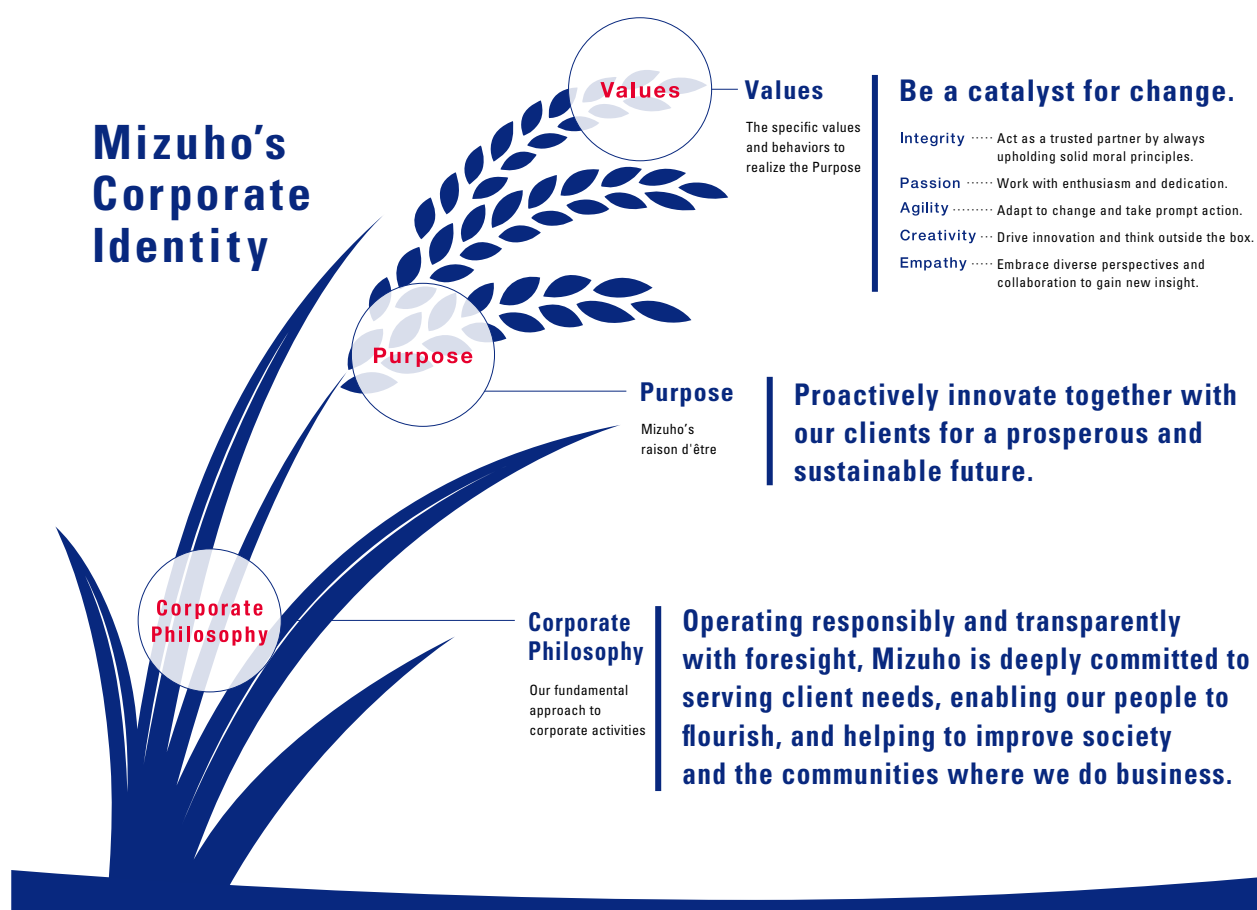 Mizuho's
Corporate
Identity
Values
Values
The specific values
and behaviors to
realize the Purpose
Be a catalyst for change.
Integrity ····· Act as a trusted partner by always
upholding solid moral principles.
Passion ······ Work with enthusiasm and dedication.
Agility ········· Adapt to change and take prompt action.
Creativity ··· Drive innovation and think outside the box.
Empathy ····· Embrace diverse perspectives and
collaboration to gain new insight.
Purpose
Purpose
Mizuho's
raison d'être
Proactively innovate together with
our clients for a prosperous and
sustainable future.
Corporate
Philosophy
Corporate
Philosophy
Our fundamental
approach to
corporate activities
Operating responsibly and transparently
with foresight, Mizuho is deeply committed to
serving client needs, enabling our people to
flourish, and helping to improve society
and the communities where we do business.